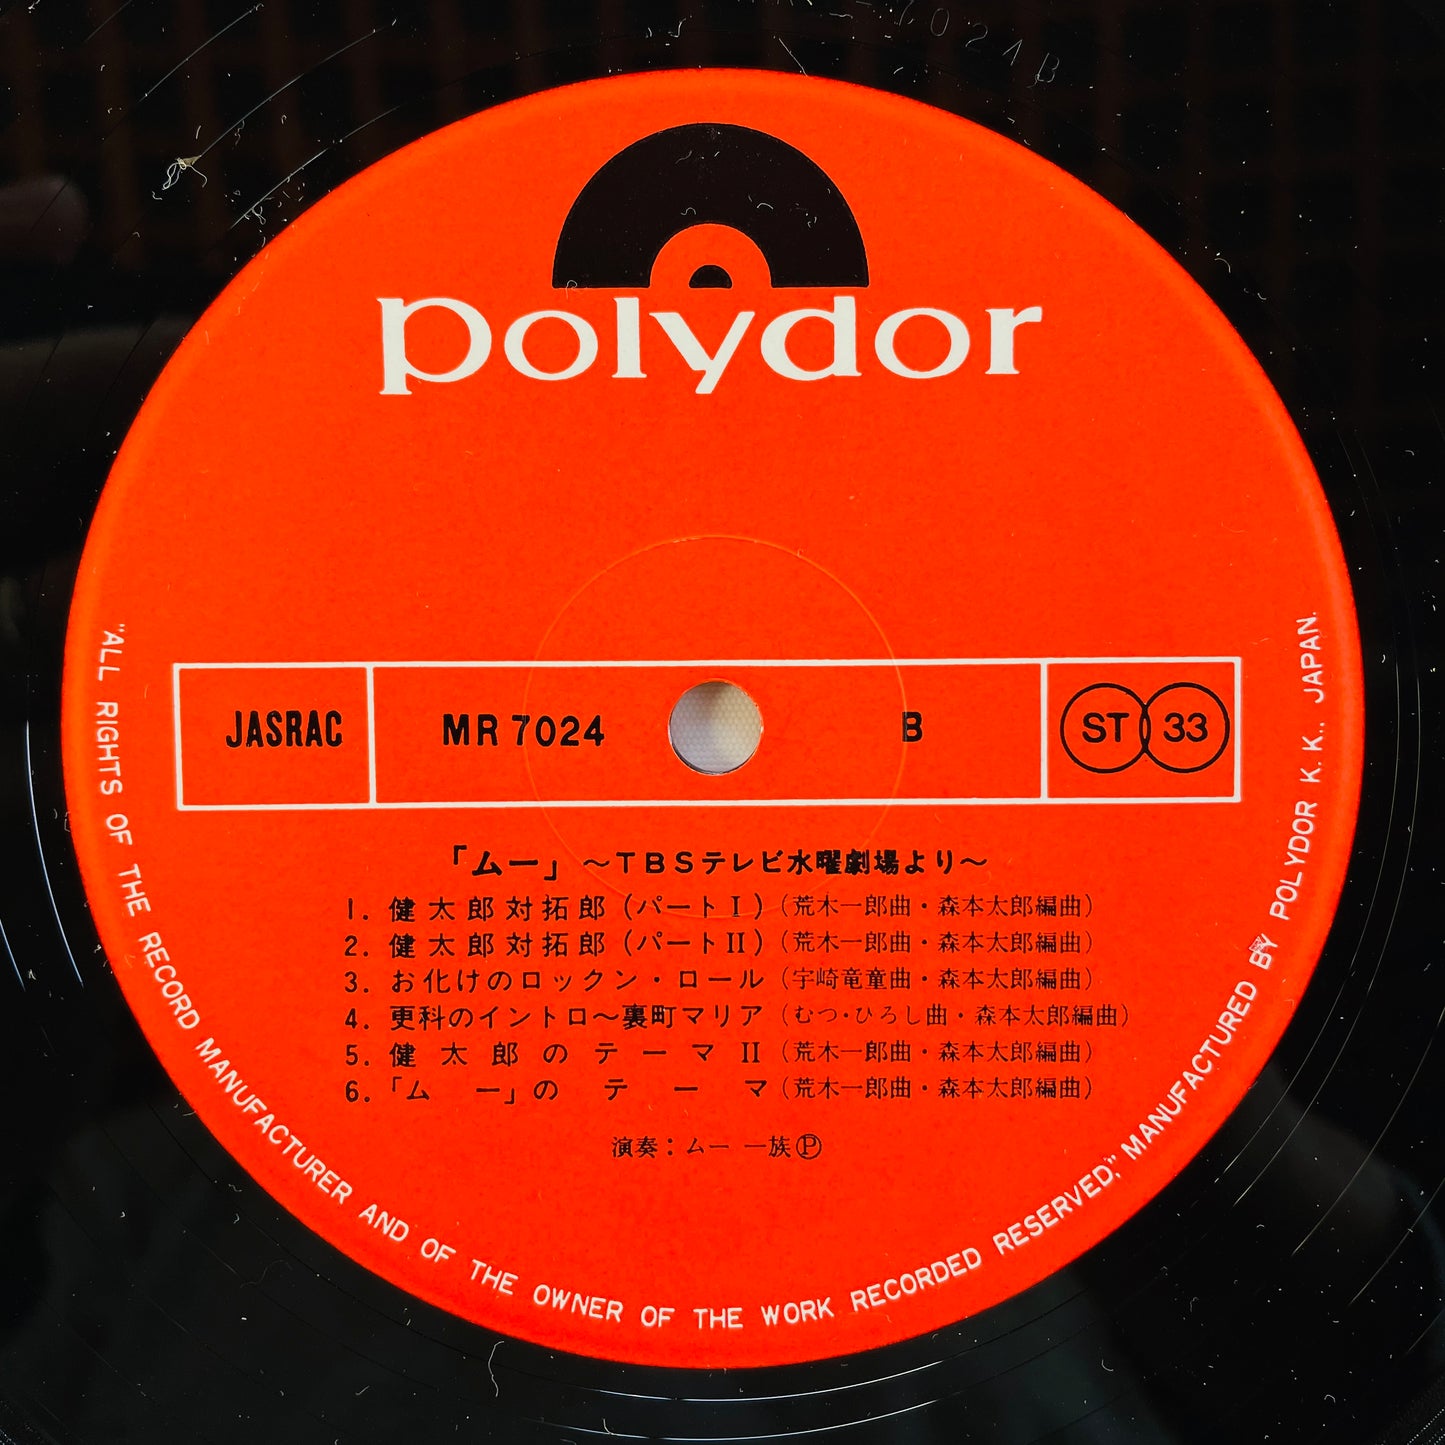 7024B
polydor
JASRAC MR 7024 B ST 33
「ムー」〜TBSテレビ水曜劇場より〜
1. 健太郎対拓郎(パートⅠ)(荒木一郎曲・森本太郎編曲)
2. 健太郎対拓郎(パートⅡ)(荒木一郎曲・森本太郎編曲)
3. お化けのロックン・ロール(宇崎竜童曲・森本太郎編曲)
4. 更科のイントロ〜裏町マリア(むつ・ひろし曲・森本太郎編曲)
5. 健太郎のテーマⅡ(荒木一郎曲・森本太郎編曲)
6. 「ムー」のテーマ(荒木一郎曲・森本太郎編曲)
演奏:ムー 一族Ⓟ
"ALL RIGHTS OF THE RECORD MANUFACTURER AND OF THE OWNER OF THE WORK RECORDED RESERVED," MANUFACTURED BY POLYDOR K. K., JAPAN.